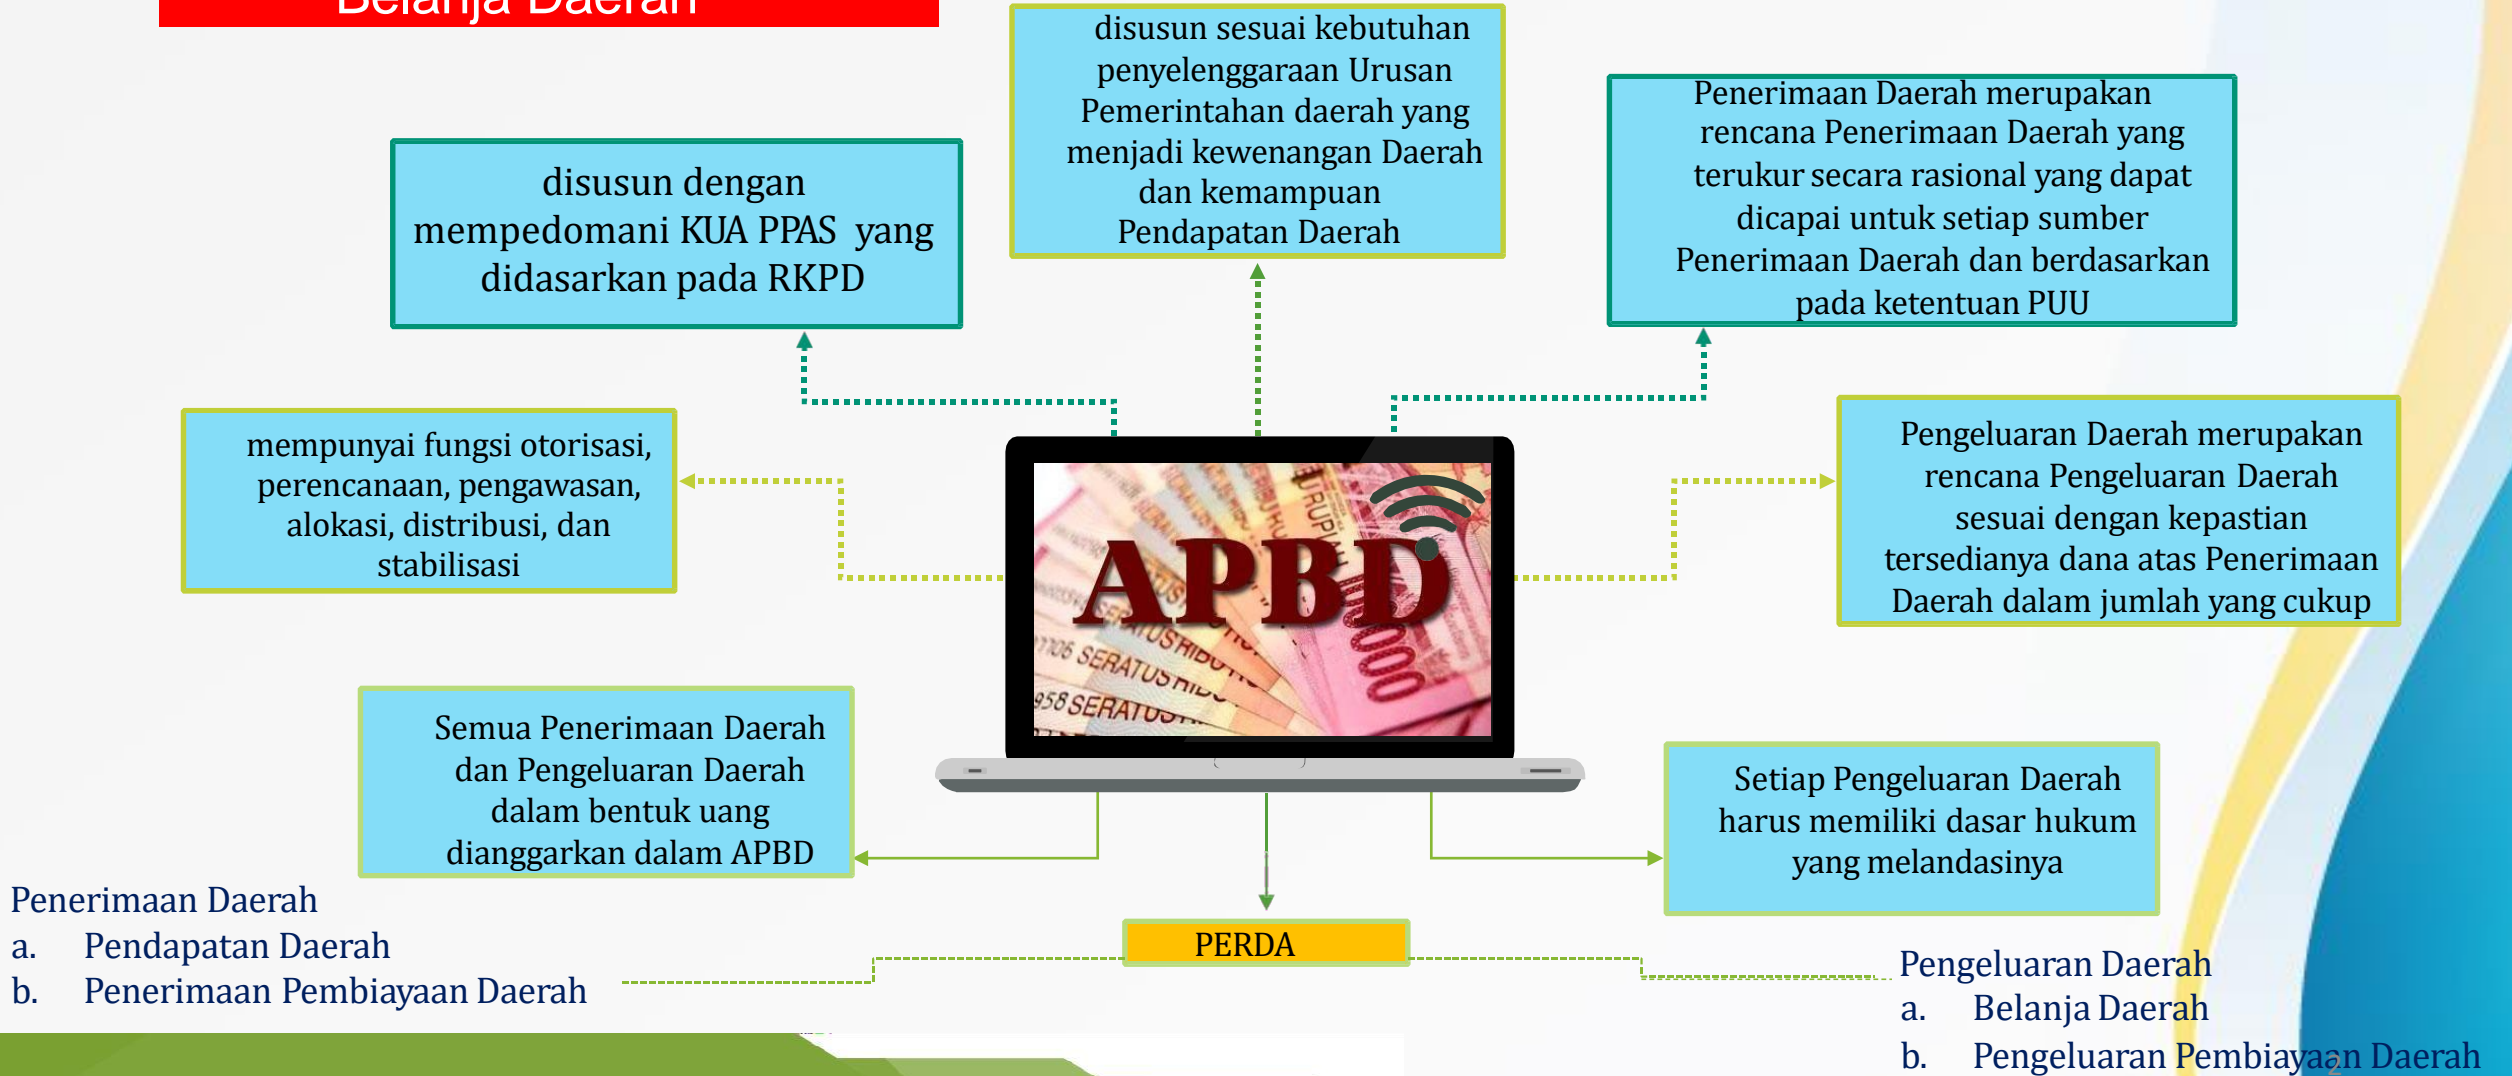 Belanja Daerah
disusun sesuai kebutuhan
penyelenggaraan Urusan
Pemerintahan daerah yang
menjadi kewenangan Daerah
dan kemampuan
Pendapatan Daerah
Penerimaan Daerah merupakan
rencana Penerimaan Daerah yang
terukur secara rasional yang dapat
dicapai untuk setiap sumber
Penerimaan Daerah dan berdasarkan
pada ketentuan PUU
disusun dengan
mempedomani KUA PPAS yang
didasarkan pada RKPD
mempunyai fungsi otorisasi,
perencanaan, pengawasan,
alokasi, distribusi, dan
stabilisasi
APBD
Pengeluaran Daerah merupakan
rencana Pengeluaran Daerah
sesuai dengan kepastian
tersedianya dana atas Penerimaan
Daerah dalam jumlah yang cukup
Semua Penerimaan Daerah
dan Pengeluaran Daerah
dalam bentuk uang
dianggarkan dalam APBD
Setiap Pengeluaran Daerah
harus memiliki dasar hukum
yang melandasinya
PERDA
Penerimaan Daerah
a. Pendapatan Daerah
b. Penerimaan Pembiayaan Daerah
Pengeluaran Daerah
a. Belanja Daerah
b. Pengeluaran Pembiayaan Daerah
2